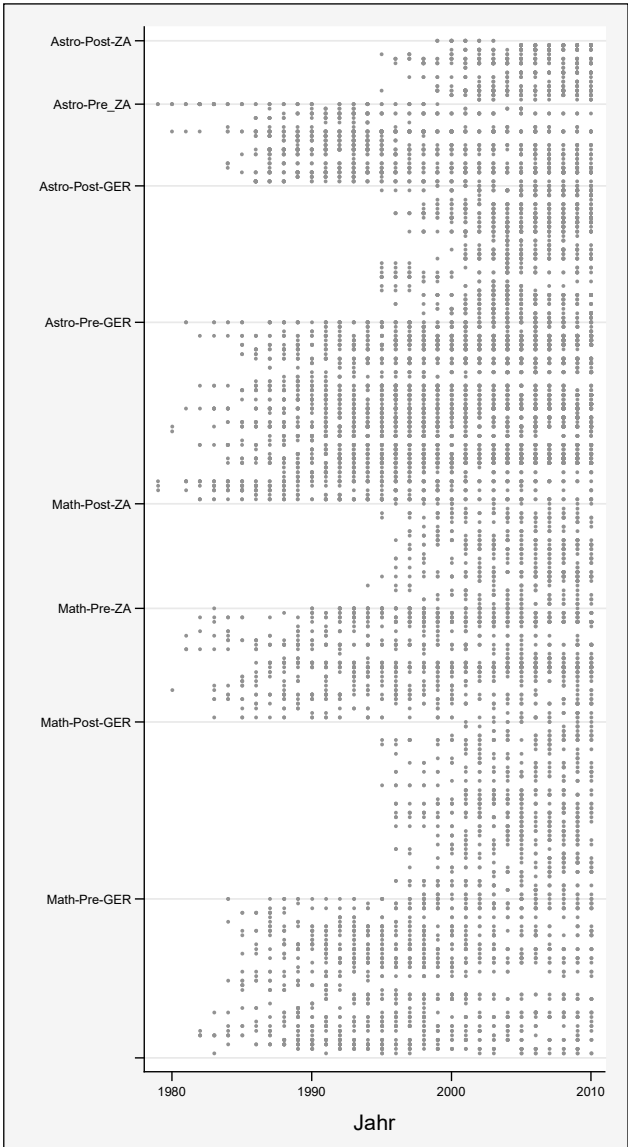 Astro-Post-ZA
Astro-Pre_ZA
Astro-Post-GER
Astro-Pre-GER
Math-Post-ZA
Math-Pre-ZA
Math-Post-GER
Math-Pre-GER
1980 1990 2000 2010
Jahr